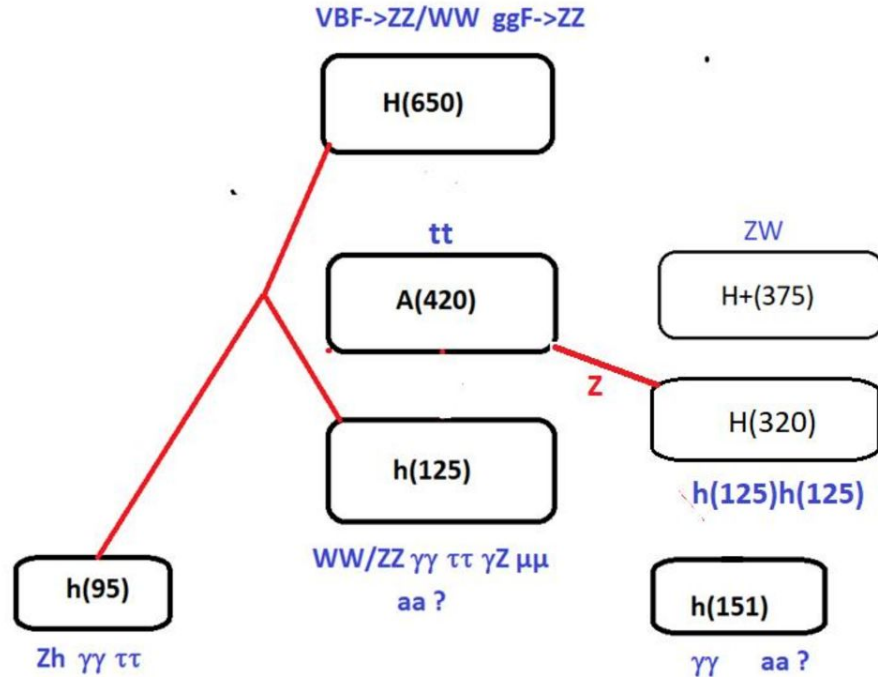 VBF->ZZ/WW ggF->ZZ
H(650)
tt
ZW
A(420)
H+(375)
Z
H(320)
h(125)
h(125)h(125)
WW/ZZ γγ ττ γZ μμ
aa ?
h(95)
h(151)
Zh γγ ττ
γγ aa ?